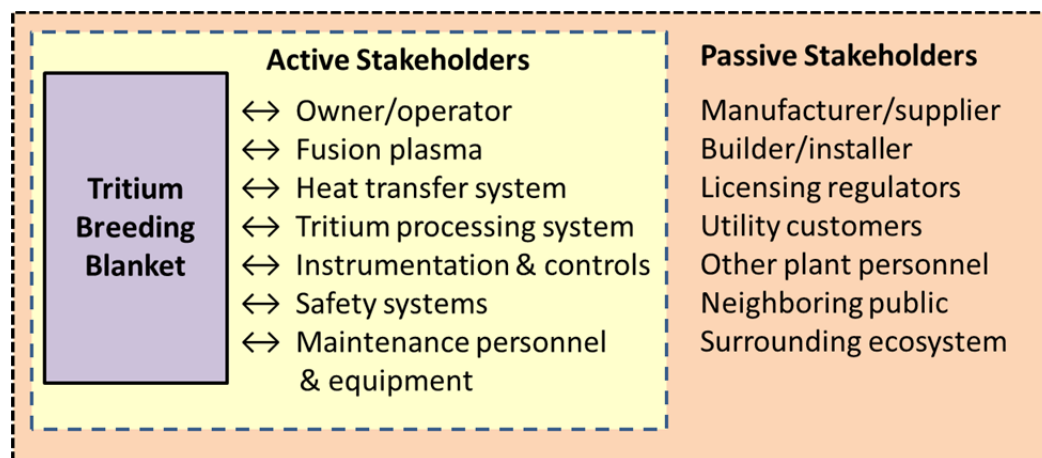 Tritium
Breeding
Blanket
Active Stakeholders
↔ Owner/operator
↔ Fusion plasma
↔ Heat transfer system
↔ Tritium processing system
↔ Instrumentation & controls
↔ Safety systems
↔ Maintenance personnel
& equipment
Passive Stakeholders
Manufacturer/supplier
Builder/installer
Licensing regulators
Utility customers
Other plant personnel
Neighboring public
Surrounding ecosystem